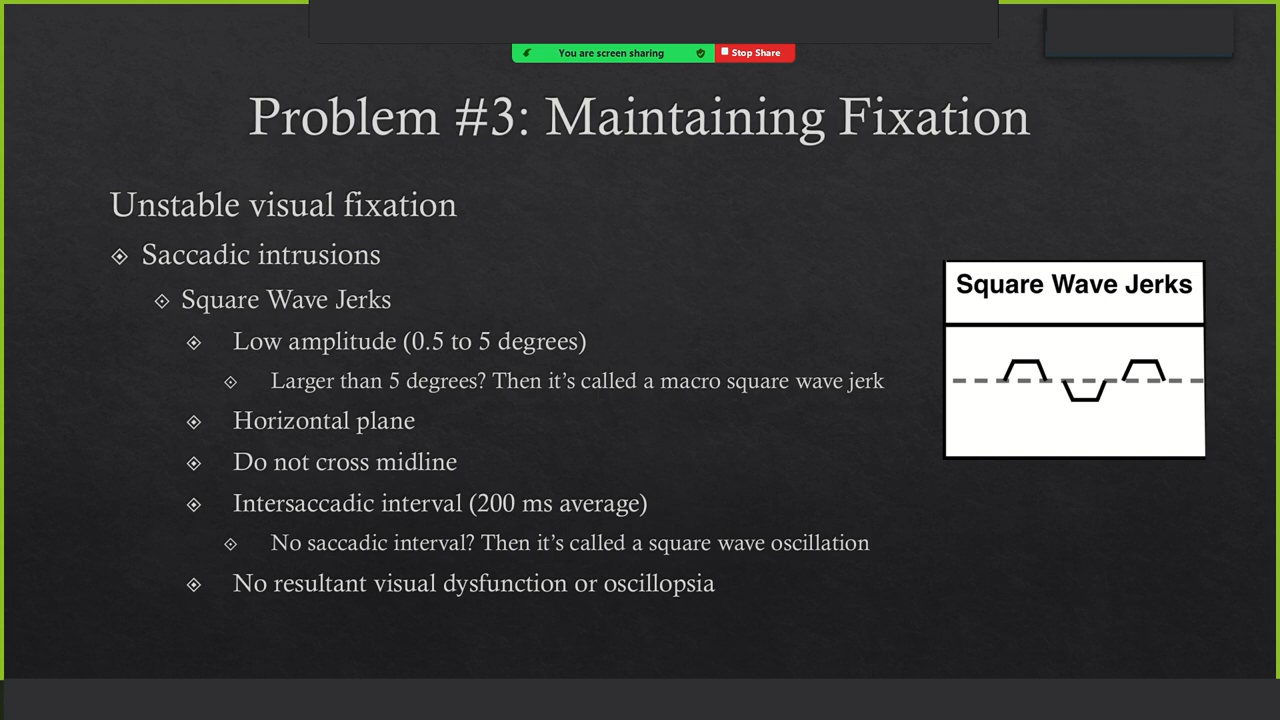 You are screen sharing
Stop Share
Problem #3: Maintaining Fixation
Unstable visual fixation
Saccadic intrusions
Square Wave Jerks
Low amplitude (0.5 to 5 degrees)
Larger than 5 degrees? Then it’s called a macro square wave jerk
Horizontal plane
Do not cross midline
Intersaccadic interval (200 ms average)
No saccadic interval? Then it’s called a square wave oscillation
No resultant visual dysfunction or oscillopsia
Square Wave Jerks